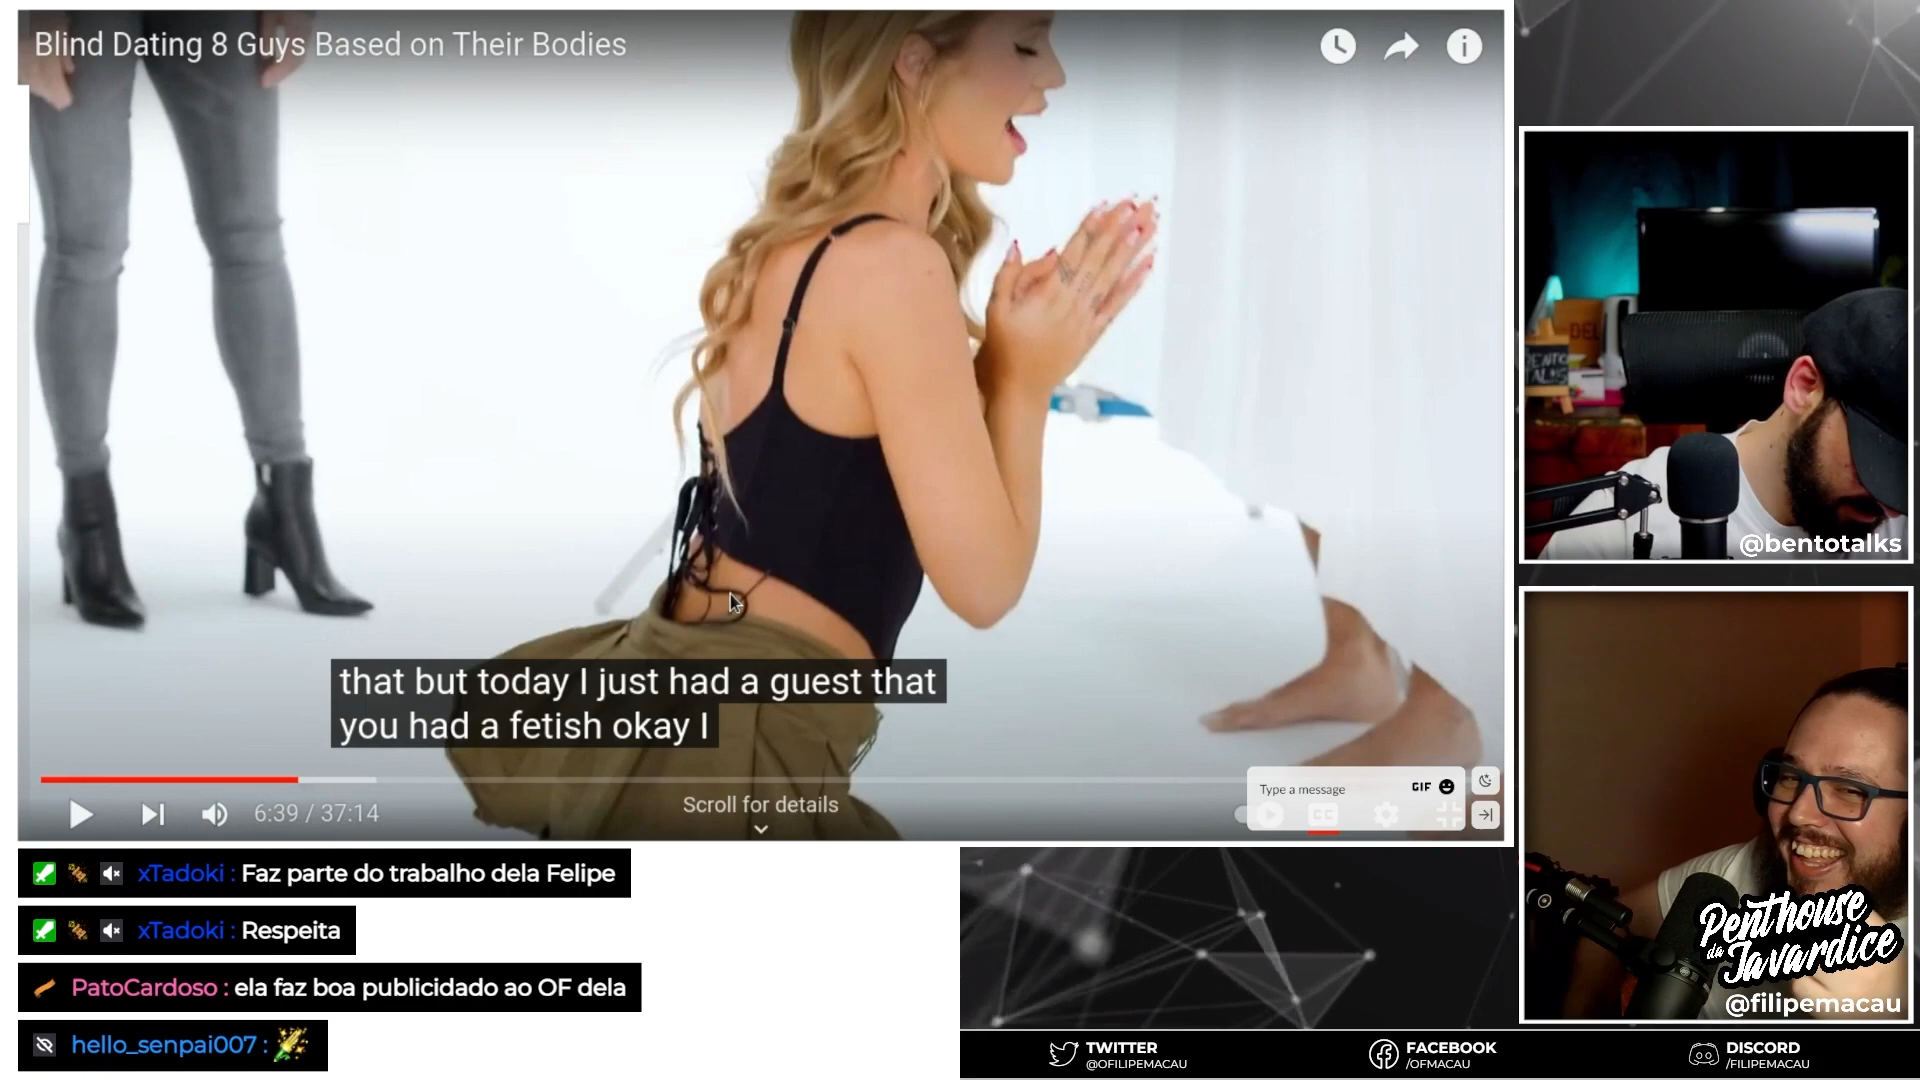 Blind Dating 8 Guys Based on Their Bodies
that but today I just had a guest that
you had a fetish okay I
6:39 / 37:14
Scroll for details
Type a message
GIF
CC
xTadoki : Faz parte do trabalho dela Felipe
xTadoki : Respeita
PatoCardoso : ela faz boa publicidado ao OF dela
hello_senpai007 :
@bentotalks
Penthouse
da
Javardice
@filipemacau
TWITTER
@OFILIPEMACAU
FACEBOOK
/OFMACAU
DISCORD
/FILIPEMACAU